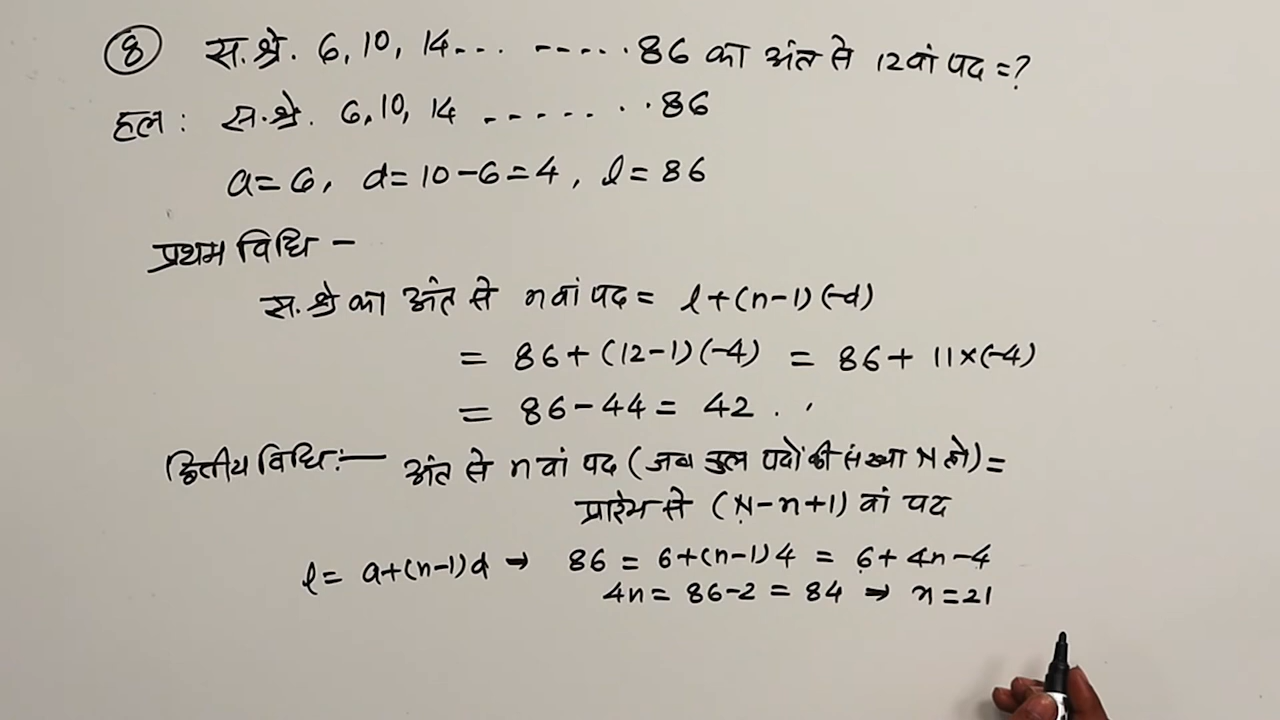 8 स.श्रे. 6, 10, 14... ----.. 86 का अंत से 12वां पद =?
हल : स.श्रे. 6, 10, 14 ------.. 86
a = 6, d = 10-6 = 4, l = 86
प्रथम विधि -
स.श्रे का अंत से n वां पद = l+(n-1)(-d)
= 86+(12-1)(-4) = 86+ 11×(-4)
= 86-44 = 42 .
द्वितीय विधि:- अंत से n वां पद (जब कुल पदों की संख्या N हो) =
प्रारंभ से (N-n+1) वां पद
l = a+(n-1)d → 86 = 6+(n-1)4 = 6+4n-4
4n = 86-2 = 84 → n = 21